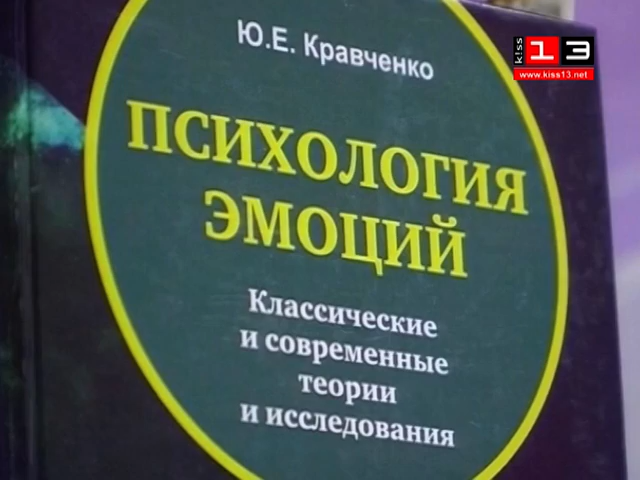 Ю.Е. Кравченко
ПСИХОЛОГИЯ
ЭМОЦИЙ
Классические
и современные
теории
и исследования
kiss 13
www.kiss13.net